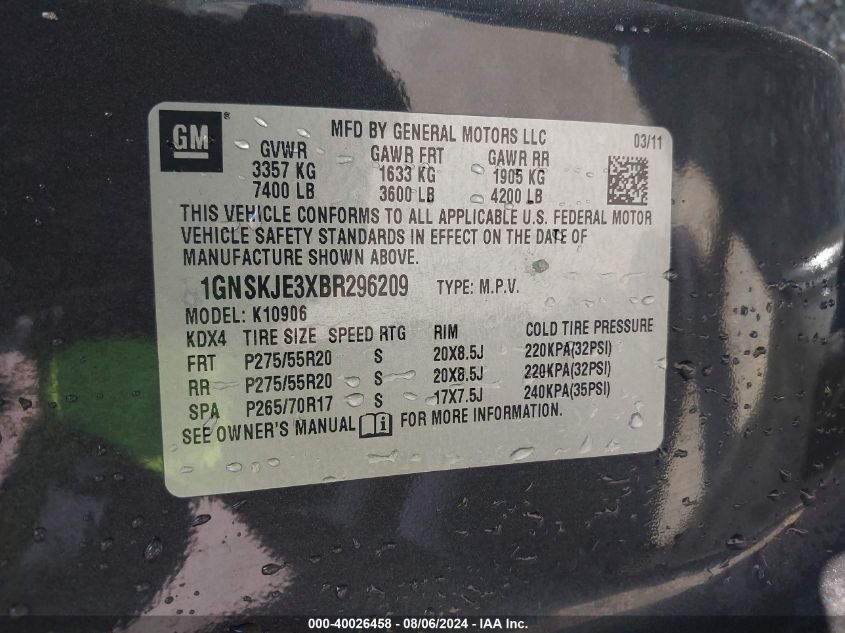 GM ®
MFD BY GENERAL MOTORS LLC 03/11
GVWR GAWR FRT GAWR RR
3357 KG 1633 KG 1905 KG
7400 LB 3600 LB 4200 LB
THIS VEHICLE CONFORMS TO ALL APPLICABLE U.S. FEDERAL MOTOR
VEHICLE SAFETY STANDARDS IN EFFECT ON THE DATE OF
MANUFACTURE SHOWN ABOVE.
1GNSKJE3XBR296209 TYPE: M.P.V.
MODEL: K10906
KDX4 TIRE SIZE SPEED RTG RIM COLD TIRE PRESSURE
FRT P275/55R20 S 20X8.5J 220KPA(32PSI)
RR P275/55R20 S 20X8.5J 220KPA(32PSI)
SPA P265/70R17 S 17X7.5J 240KPA(35PSI)
SEE OWNER'S MANUAL i FOR MORE INFORMATION.
000-40026458 - 08/06/2024 - IAA Inc.